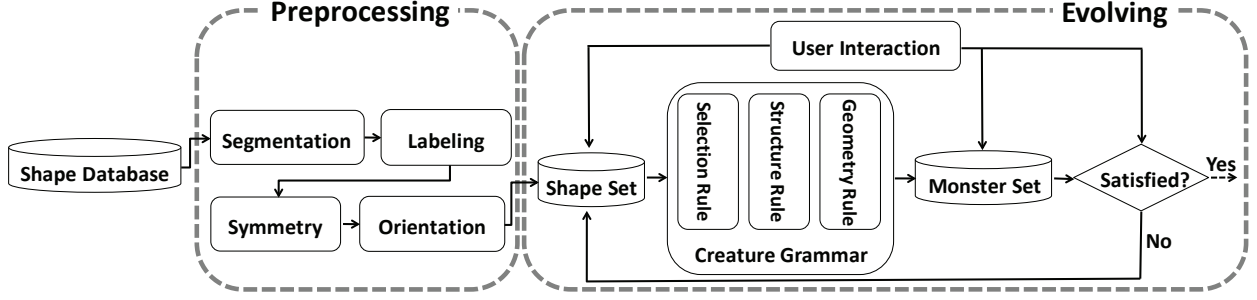 Preprocessing
Evolving
User Interaction
Segmentation
Labeling
Shape Database
Symmetry
Orientation
Shape Set
Selection Rule
Structure Rule
Geometry Rule
Creature Grammar
Monster Set
Satisfied?
Yes
No